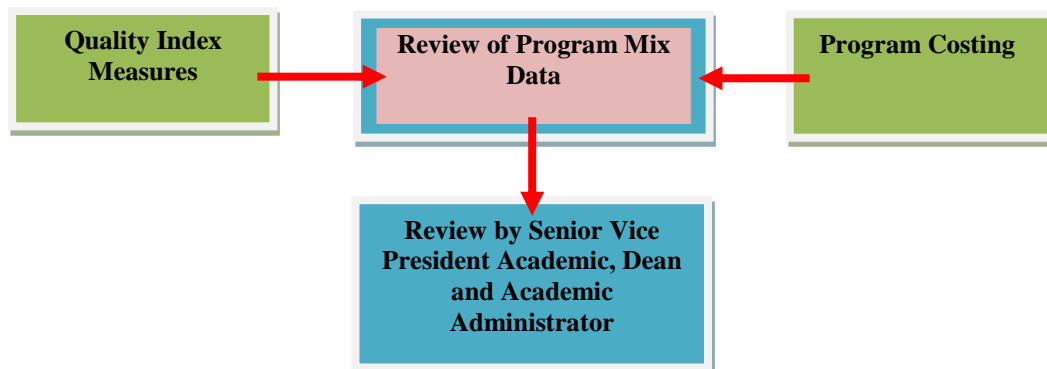 Quality Index
Measures
Review of Program Mix
Data
Program Costing
Review by Senior Vice
President Academic, Dean
and Academic
Administrator